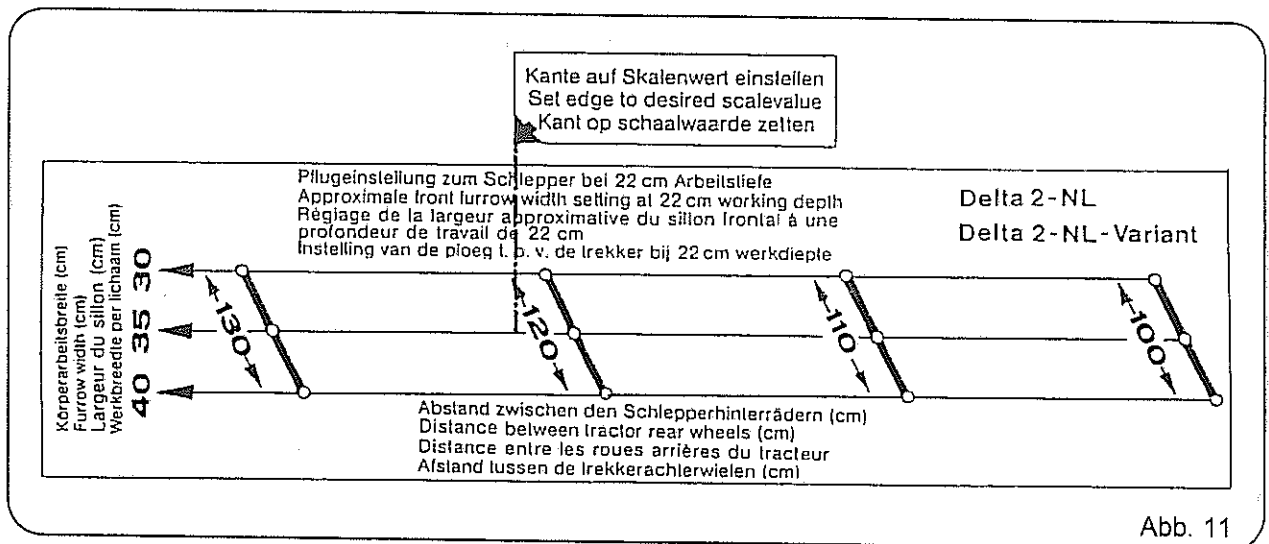 Kante auf Skalenwert einstellen
Set edge to desired scalevalue
Kant op schaalwaarde zetten
Pflugeinstellung zum Schlepper bei 22 cm Arbeitstiefe
Approximate front furrow width setting at 22 cm working depth
Réglage de la largeur approximative du sillon frontal à une
profondeur de travail de 22 cm
Instelling van de ploeg t. o. v. de trekker bij 22 cm werkdiepte
Delta 2-NL
Delta 2-NL-Variant
Körperarbeitsbreite (cm)
Furrow width (cm)
Largeur du sillon (cm)
Werkbreedte per lichaam (cm)
40 35 30
130
120
110
100
Abstand zwischen den Schlepperhinterrädern (cm)
Distance between tractor rear wheels (cm)
Distance entre les roues arrières du tracteur
Afstand tussen de trekkerachterwielen (cm)
Abb. 11